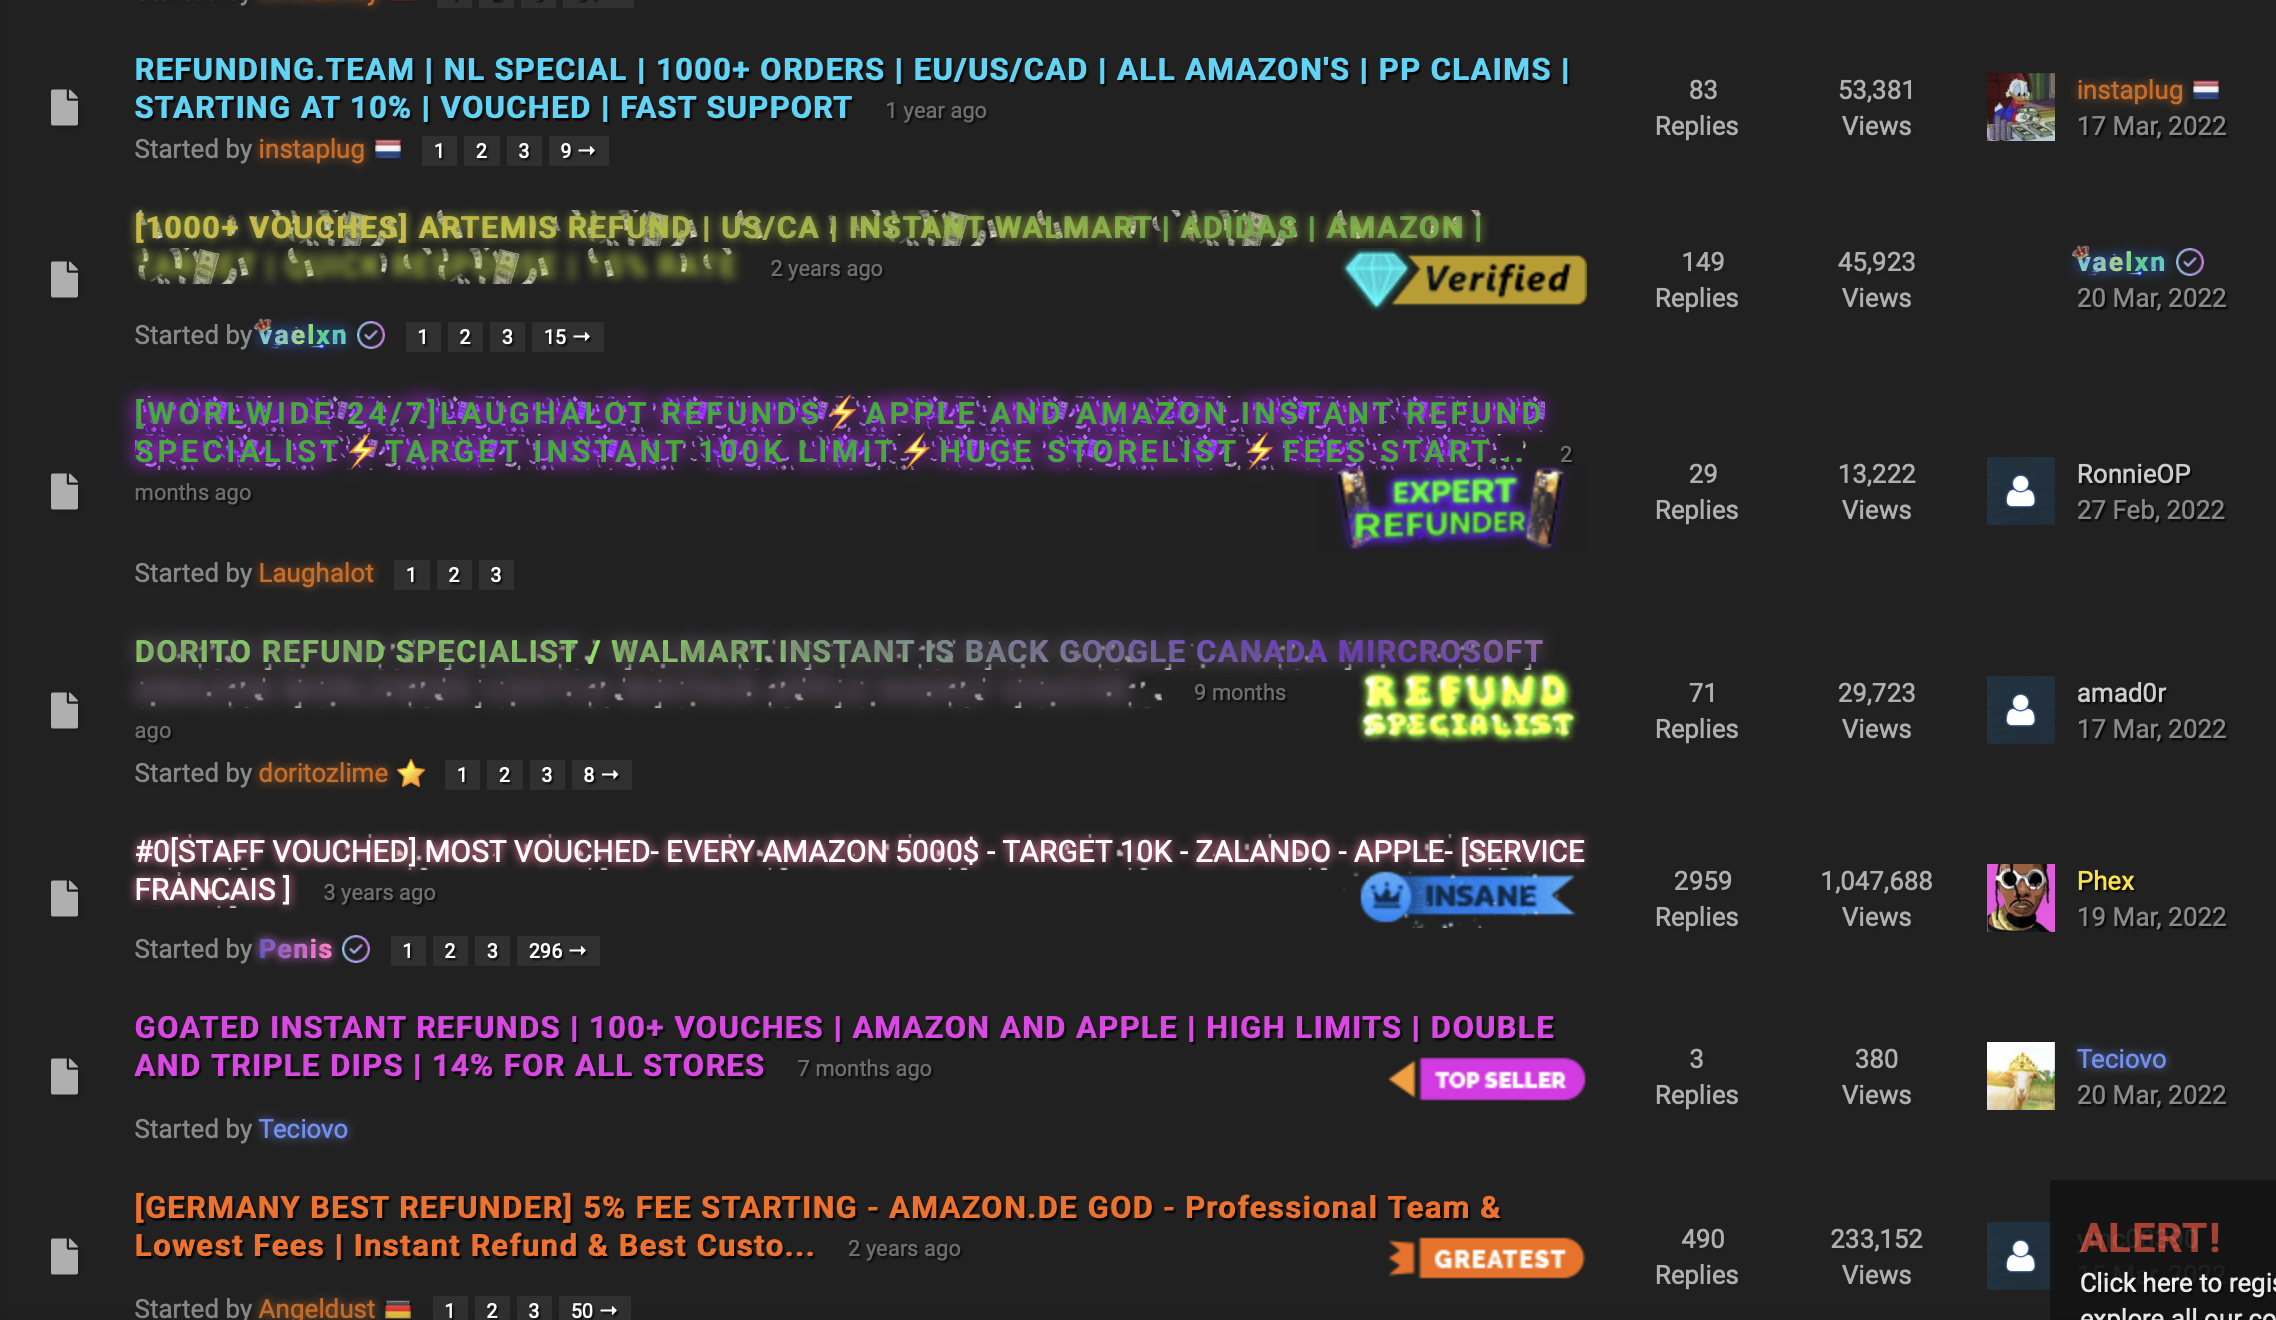 REFUNDING.TEAM | NL SPECIAL | 1000+ ORDERS | EU/US/CAD | ALL AMAZON'S | PP CLAIMS |
STARTING AT 10% | VOUCHED | FAST SUPPORT 1 year ago
Started by instaplug 1 2 3 9 →
83 Replies
53,381 Views
instaplug
17 Mar, 2022
[1000+ VOUCHES] ARTEMIS REFUND | US/CA | INSTANT WALMART | ADIDAS | AMAZON |
2 years ago
Verified
Started by vaelxn 1 2 3 15 →
149 Replies
45,923 Views
vaelxn
20 Mar, 2022
[WORLWIDE 24/7]LAUGHALOT REFUNDS⚡APPLE AND AMAZON INSTANT REFUND
SPECIALIST⚡TARGET INSTANT 100K LIMIT⚡HUGE STORELIST⚡FEES START... 2
months ago
EXPERT
REFUNDER
Started by Laughalot 1 2 3
29 Replies
13,222 Views
RonnieOP
27 Feb, 2022
DORITO REFUND SPECIALIST / WALMART INSTANT IS BACK GOOGLE CANADA MIRCROSOFT
9 months
ago
REFUND
SPECIALIST
Started by doritozlime ⭐ 1 2 3 8 →
71 Replies
29,723 Views
amad0r
17 Mar, 2022
#0[STAFF VOUCHED] MOST VOUCHED- EVERY AMAZON 5000$ - TARGET 10K - ZALANDO - APPLE- [SERVICE
FRANCAIS ] 3 years ago
INSANE
Started by Penis 1 2 3 296 →
2959 Replies
1,047,688 Views
Phex
19 Mar, 2022
GOATED INSTANT REFUNDS | 100+ VOUCHES | AMAZON AND APPLE | HIGH LIMITS | DOUBLE
AND TRIPLE DIPS | 14% FOR ALL STORES 7 months ago
TOP SELLER
Started by Teciovo
3 Replies
380 Views
Teciovo
20 Mar, 2022
[GERMANY BEST REFUNDER] 5% FEE STARTING - AMAZON.DE GOD - Professional Team &
Lowest Fees | Instant Refund & Best Custo... 2 years ago
GREATEST
Started by Angeldust 1 2 3 50 →
490 Replies
233,152 Views
ALERT!
Click here to regis
explore all our co